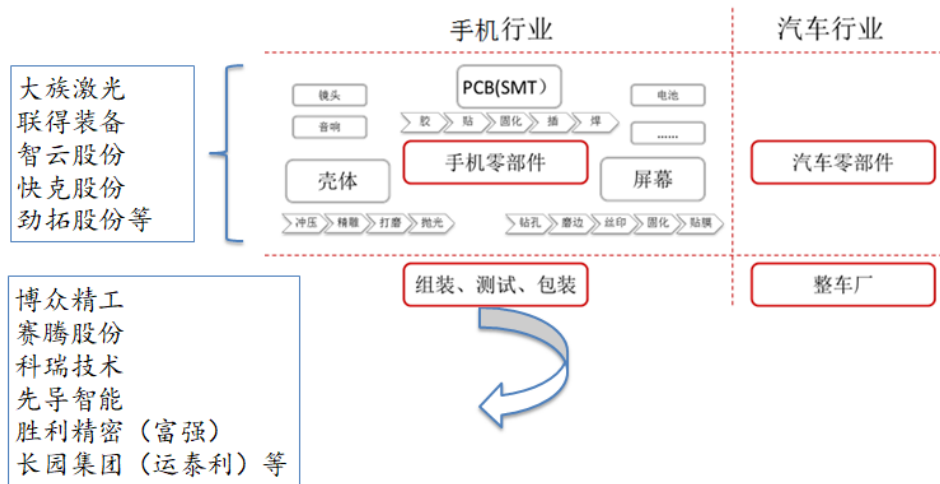 手机行业
汽车行业
大族激光
联得装备
智云股份
快克股份
劲拓股份等
镜头
PCB(SMT）
电池
音响
胶 贴 固化 插 焊
......
壳体
手机零部件
屏幕
汽车零部件
冲压 精雕 打磨 抛光
钻孔 磨边 丝印 固化 贴膜
组装、测试、包装
整车厂
博众精工
赛腾股份
科瑞技术
先导智能
胜利精密（富强）
长园集团（运泰利）等